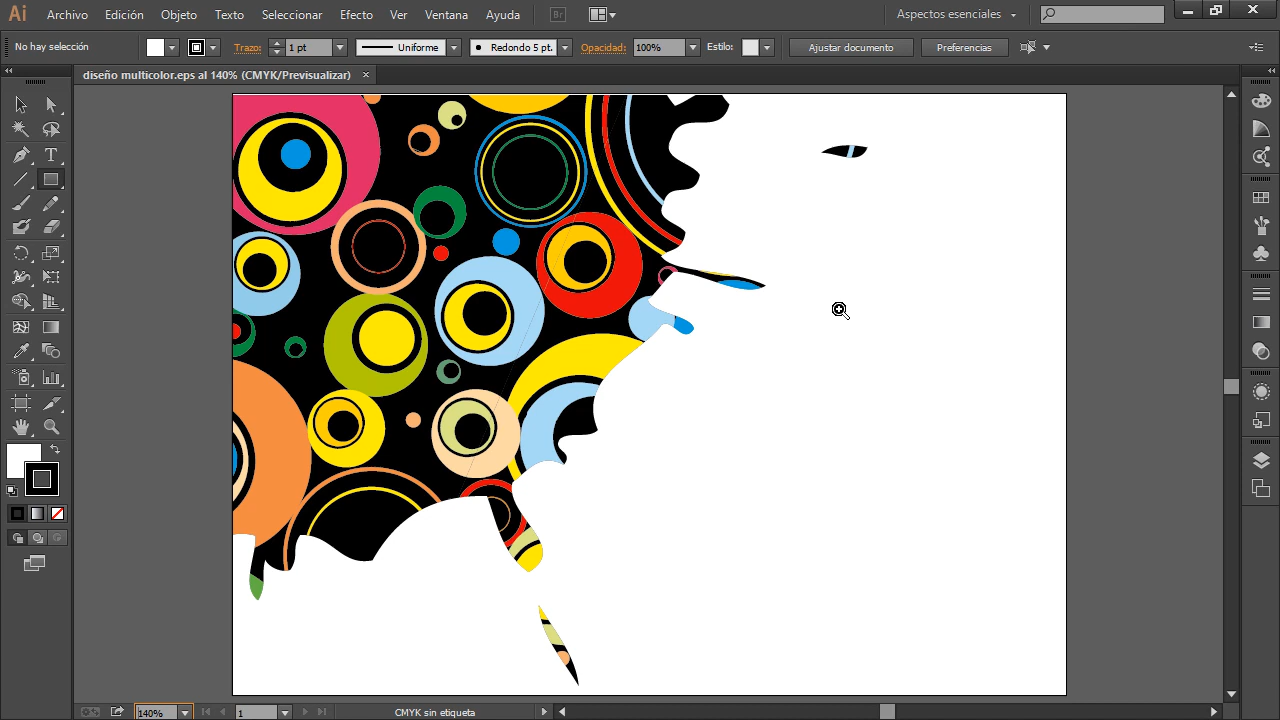 Ai Archivo Edición Objeto Texto Seleccionar Efecto Ver Ventana Ayuda Br Aspectos esenciales
No hay selección Trazo: 1 pt Uniforme Redondo 5 pt. Opacidad: 100% Estilo: Ajustar documento Preferencias
diseño multicolor.eps al 140% (CMYK/Previsualizar) ×
T
140% 1 CMYK sin etiqueta